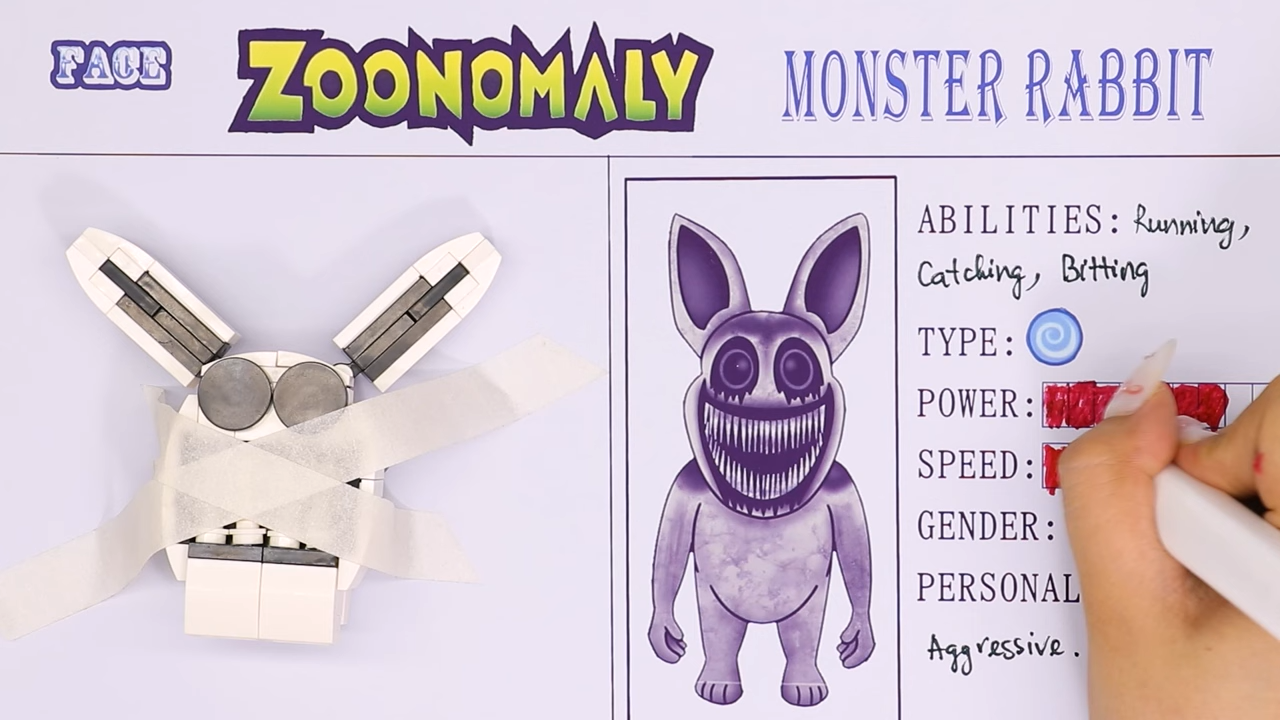 FACE
ZOONOMALY
MONSTER RABBIT
ABILITIES: Running,
Catching, Bitting
TYPE:
POWER:
SPEED:
GENDER:
PERSONAL
Aggressive.